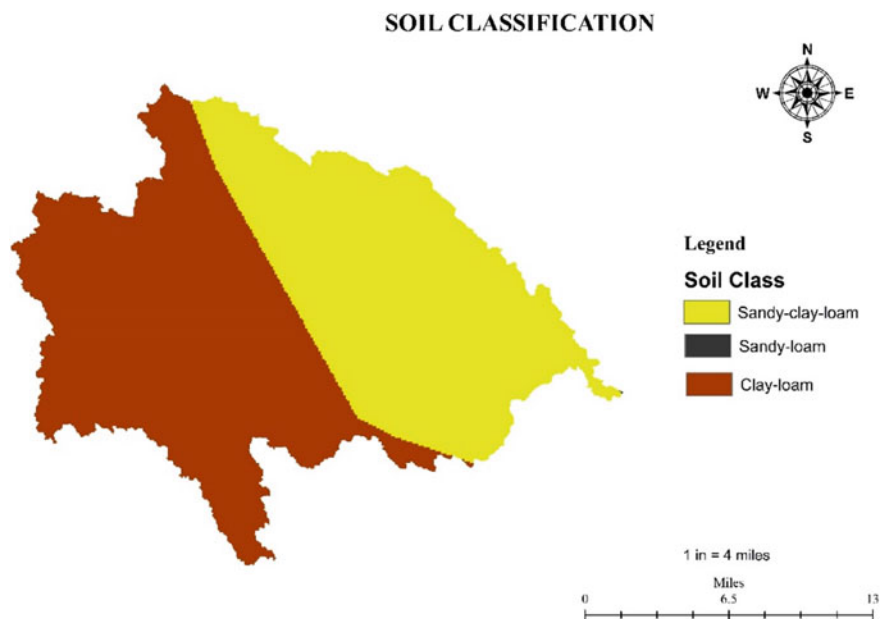 SOIL CLASSIFICATION
N
W E
S
Legend
Soil Class
Sandy-clay-loam
Sandy-loam
Clay-loam
1 in = 4 miles
Miles
0 6.5 13